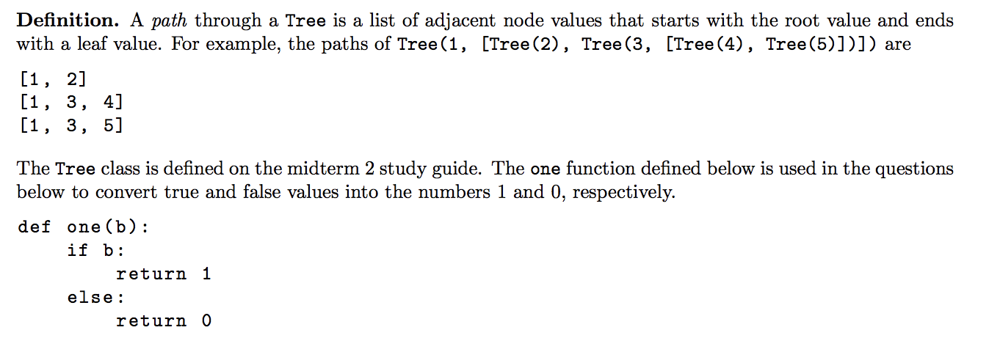 Definition. A path through a Tree is a list of adjacent node values that starts with the root value and ends
with a leaf value. For example, the paths of Tree(1, [Tree(2), Tree(3, [Tree(4), Tree(5)])]) are
[1, 2]
[1, 3, 4]
[1, 3, 5]
The Tree class is defined on the midterm 2 study guide. The one function defined below is used in the questions
below to convert true and false values into the numbers 1 and 0, respectively.
def one(b):
    if b:
        return 1
    else:
        return 0